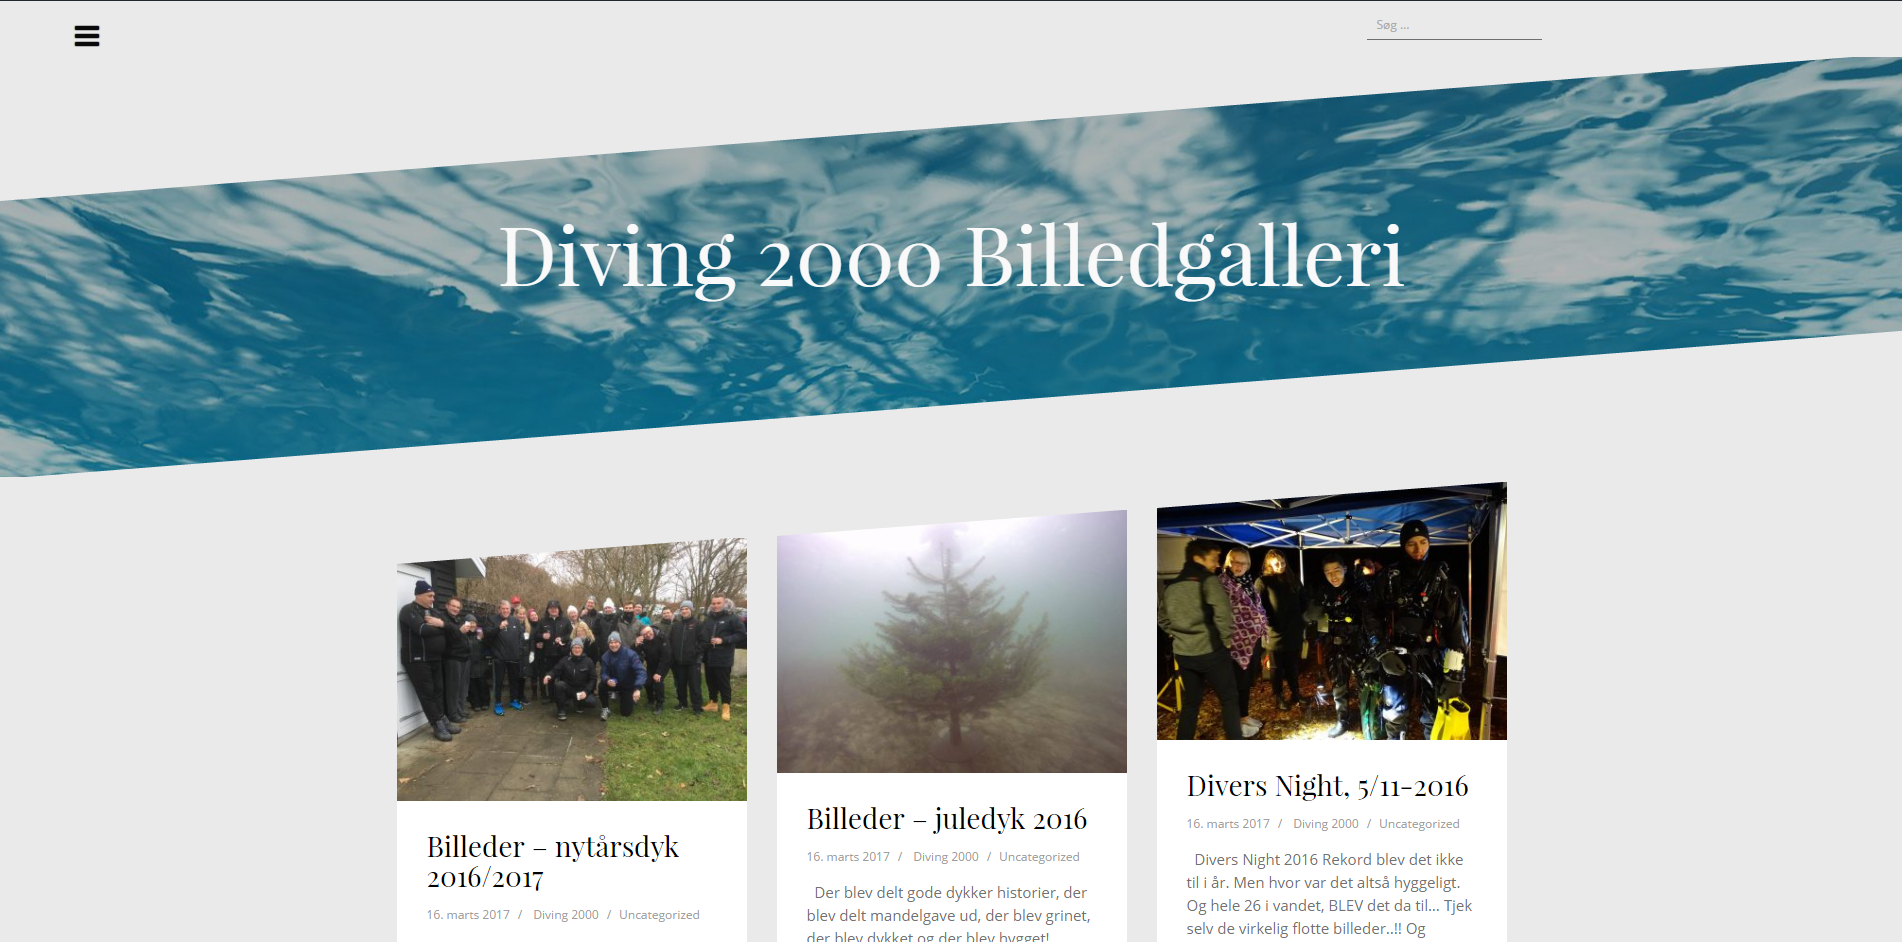 Søg ...
Diving 2000 Billedgalleri
Billeder – nytårsdyk
2016/2017
16. marts 2017 / Diving 2000 / Uncategorized
Billeder – juledyk 2016
16. marts 2017 / Diving 2000 / Uncategorized
Der blev delt gode dykker historier, der
blev delt mandelgave ud, der blev grinet,
der blev dykket og der blev hygget!
Divers Night, 5/11-2016
16. marts 2017 / Diving 2000 / Uncategorized
Divers Night 2016 Rekord blev det ikke
til i år. Men hvor var det altså hyggeligt.
Og hele 26 i vandet, BLEV det da til... Tjek
selv de virkelig flotte billeder..!! Og